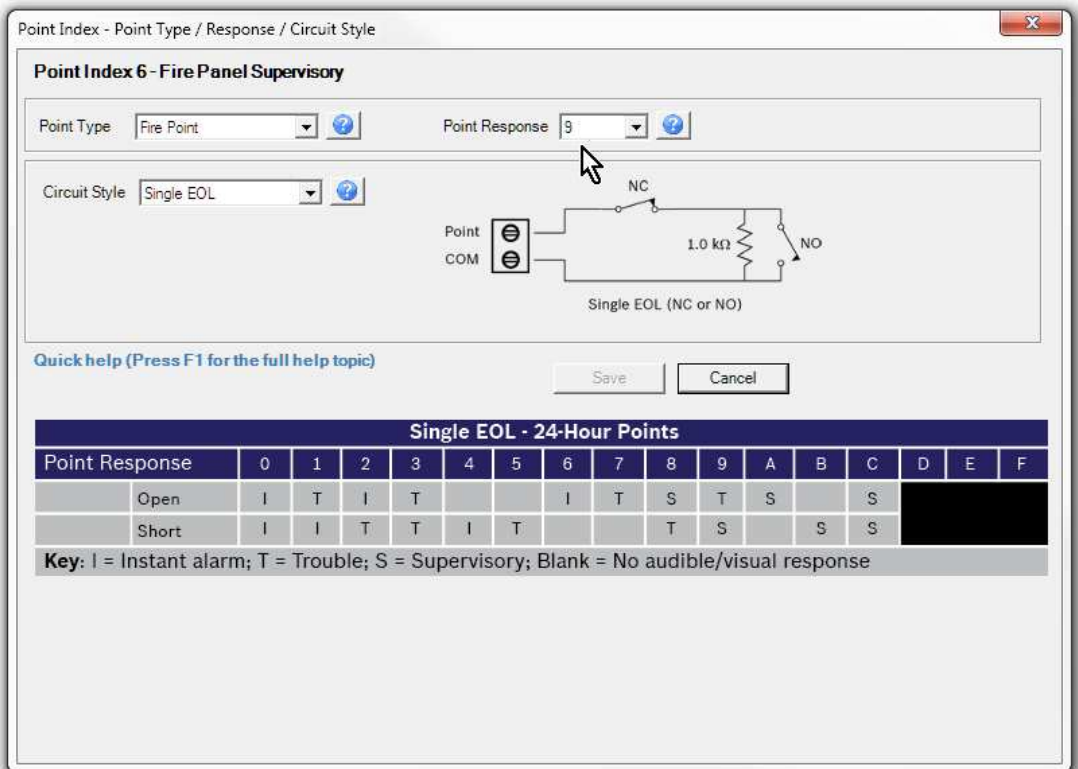 Point Index - Point Type / Response / Circuit Style
Point Index 6 - Fire Panel Supervisory
Point Type Fire Point Point Response 9
Circuit Style Single EOL
NC
Point
COM
1.0 kΩ
NO
Single EOL (NC or NO)
Quick help (Press F1 for the full help topic)
Save Cancel
Single EOL - 24-Hour Points
Point Response 0 1 2 3 4 5 6 7 8 9 A B C D E F
Open I T I T I T S T S S
Short I I T T I T T S S S
Key: I = Instant alarm; T = Trouble; S = Supervisory; Blank = No audible/visual response